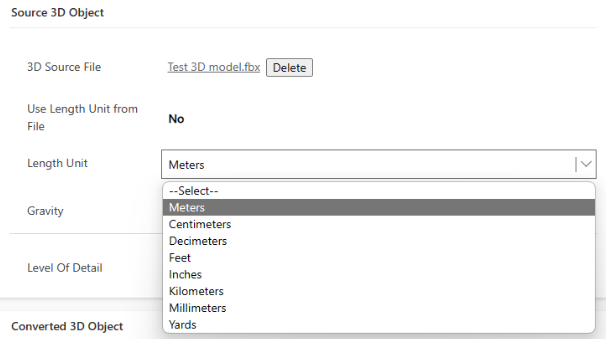 Source 3D Object
3D Source File
Test 3D model.fbx Delete
Use Length Unit from
File
No
Length Unit
Meters
--Select--
Meters
Centimeters
Decimeters
Feet
Inches
Kilometers
Millimeters
Yards
Gravity
Level Of Detail
Converted 3D Object